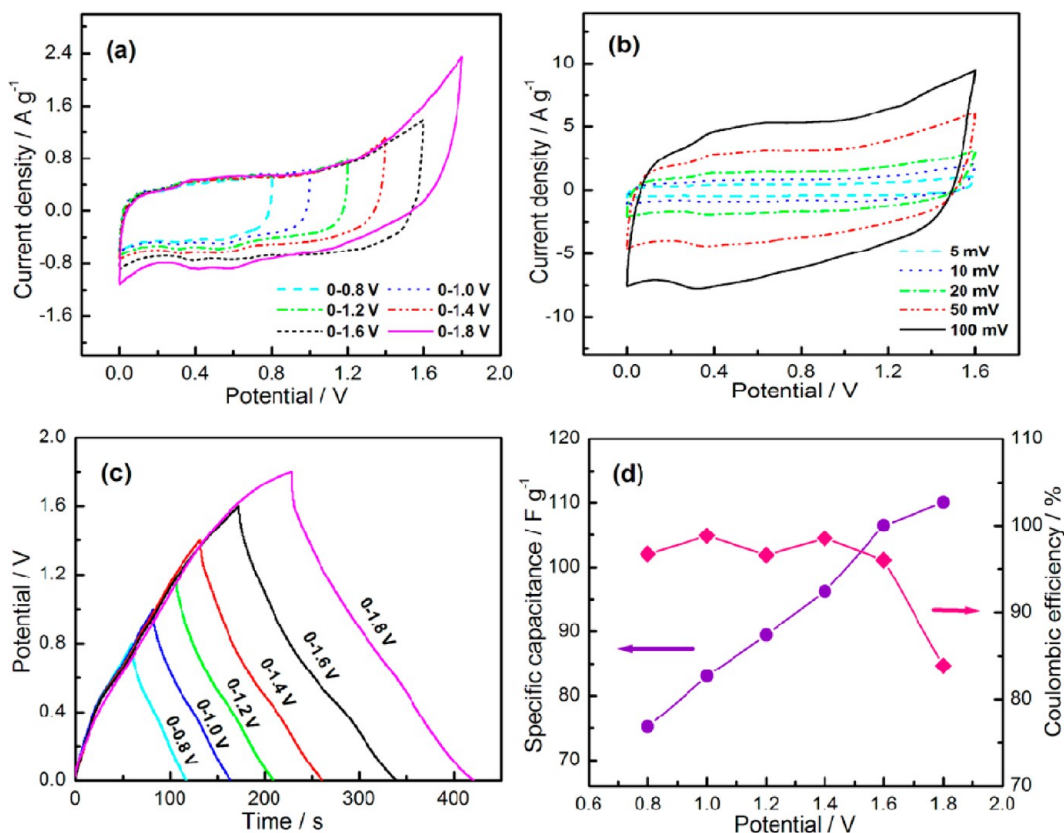 (a)
Current density / A g⁻¹
2.4
1.6
0.8
0.0
-0.8
-1.6
0-0.8 V
0-1.0 V
0-1.2 V
0-1.4 V
0-1.6 V
0-1.8 V
0.0 0.4 0.8 1.2 1.6 2.0
Potential / V
(b)
Current density / A g⁻¹
10
5
0
-5
-10
5 mV
10 mV
20 mV
50 mV
100 mV
0.0 0.4 0.8 1.2 1.6
Potential / V
(c)
Potential / V
2.0
1.6
1.2
0.8
0.4
0.0
0-0.8 V
0-1.0 V
0-1.2 V
0-1.4 V
0-1.6 V
0-1.8 V
0 100 200 300 400
Time / s
(d)
Specific capacitance / F g⁻¹
120
110
100
90
85
80
75
70
Coulombic efficiency / %
110
100
90
80
70
0.6 0.8 1.0 1.2 1.4 1.6 1.8 2.0
Potential / V